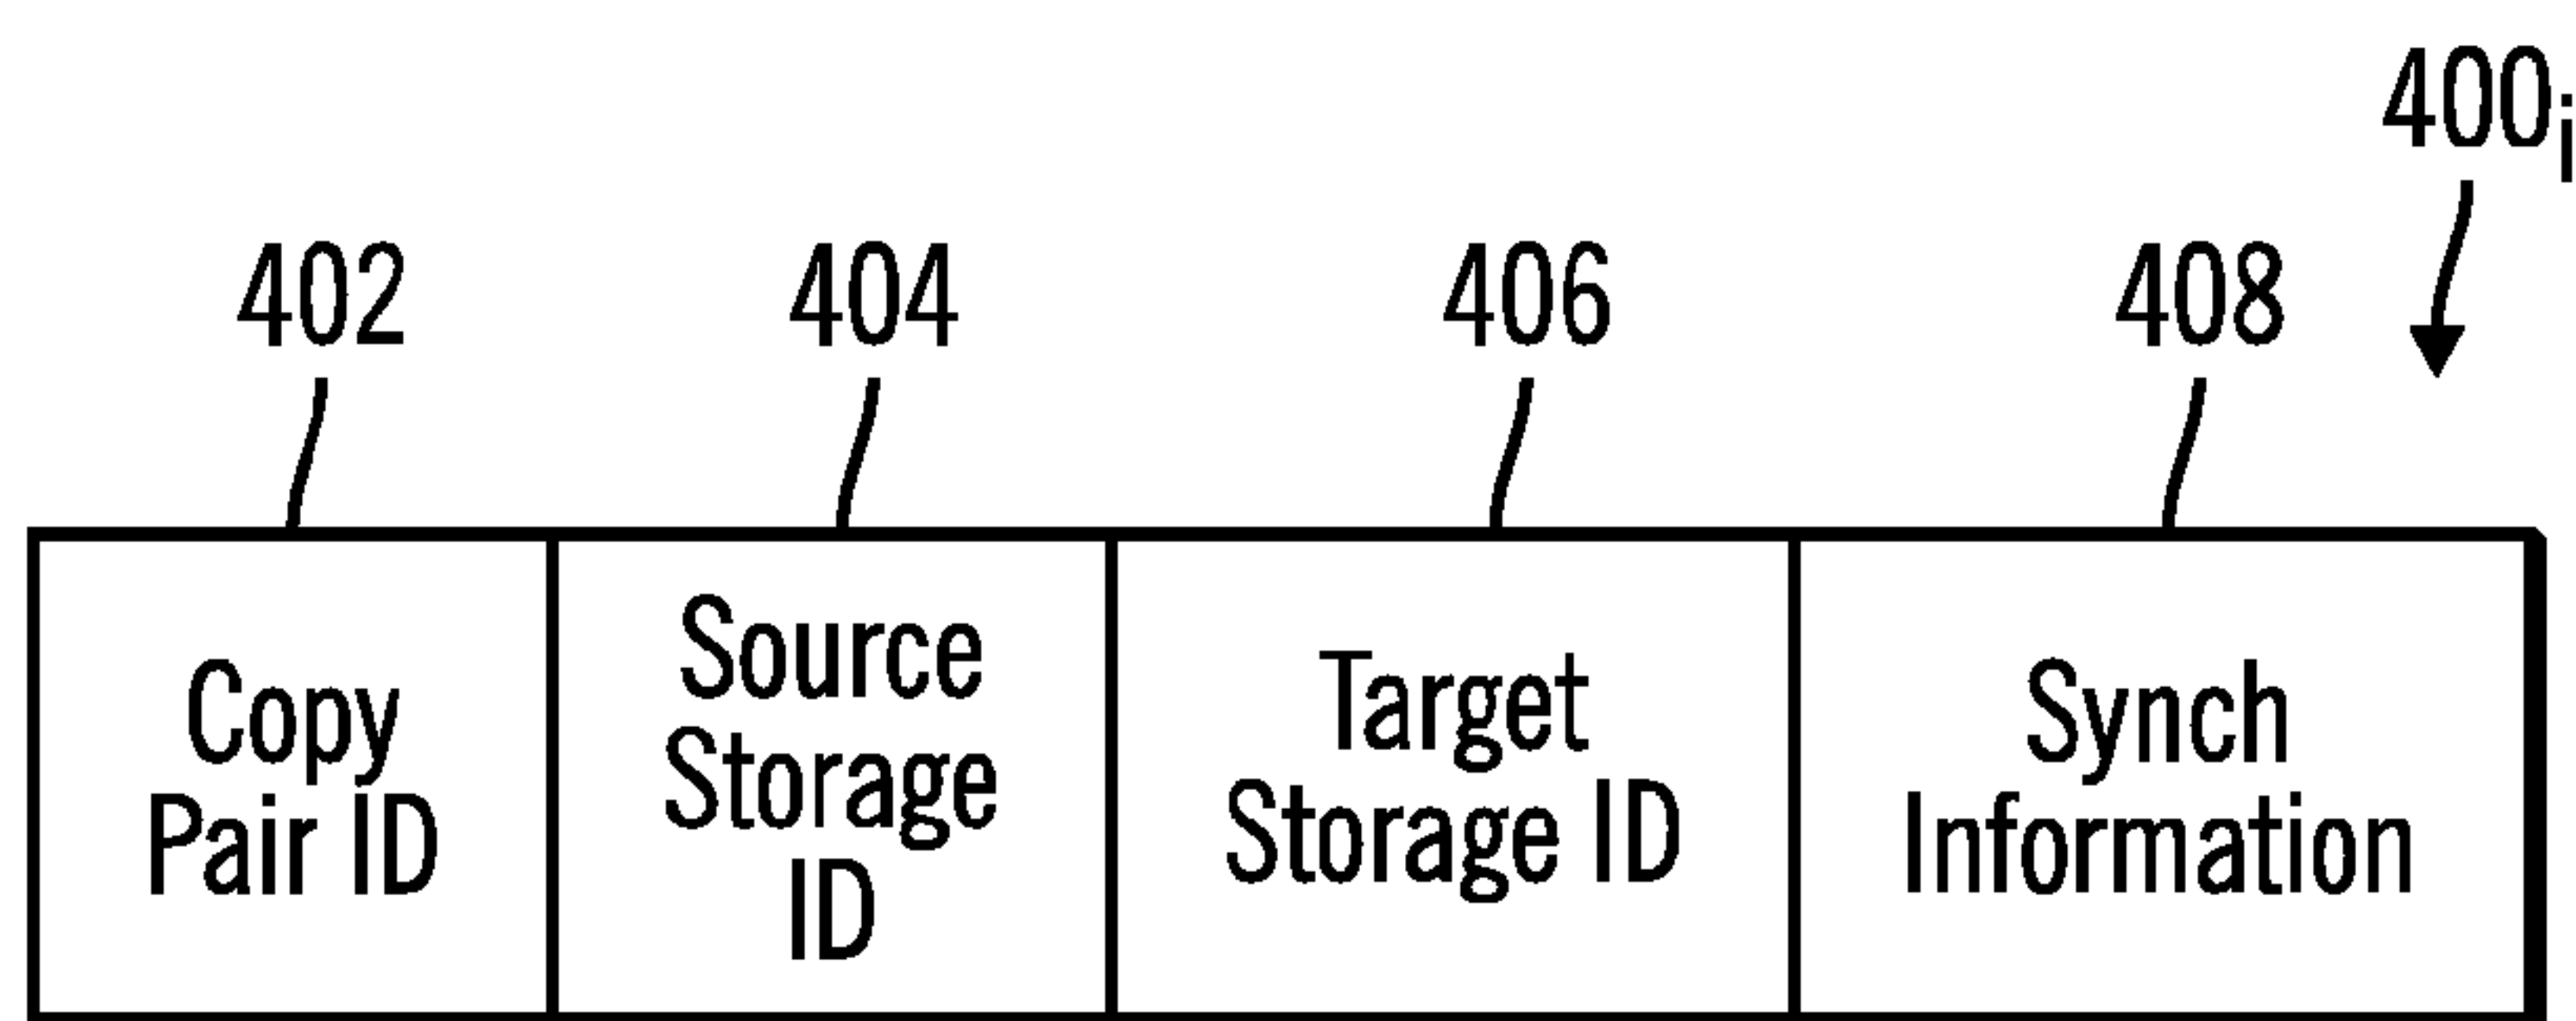 400i
402 404 406 408
Copy
Pair ID
Source
Storage
ID
Target
Storage ID
Synch
Information